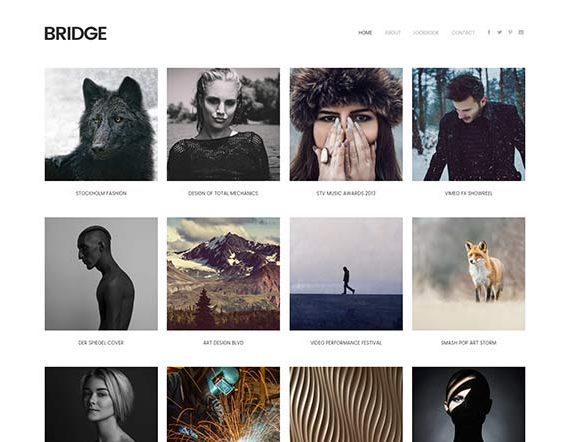 BRIDGE
HOME ABOUT LOOKBOOK CONTACT
STOCKHOLM FASHION
DESIGN OF TOTAL MECHANICS
STV MUSIC AWARDS 2013
VIMEO FX SHOWREEL
DER SPIEGEL COVER
ART DESIGN BLVD
VIDEO PERFORMANCE FESTIVAL
SMASH POP ART STORM